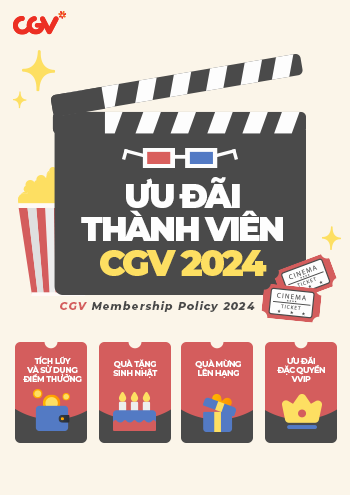 CGV
ƯU ĐÃI
THÀNH VIÊN
CGV 2024
CINEMA
TICKET
CINEMA
TICKET
CGV Membership Policy 2024
TÍCH LŨY
VÀ SỬ DỤNG
ĐIỂM THƯỞNG
QUÀ TẶNG
SINH NHẬT
QUÀ MỪNG
LÊN HẠNG
ƯU ĐÃI
ĐẶC QUYỀN
VVIP